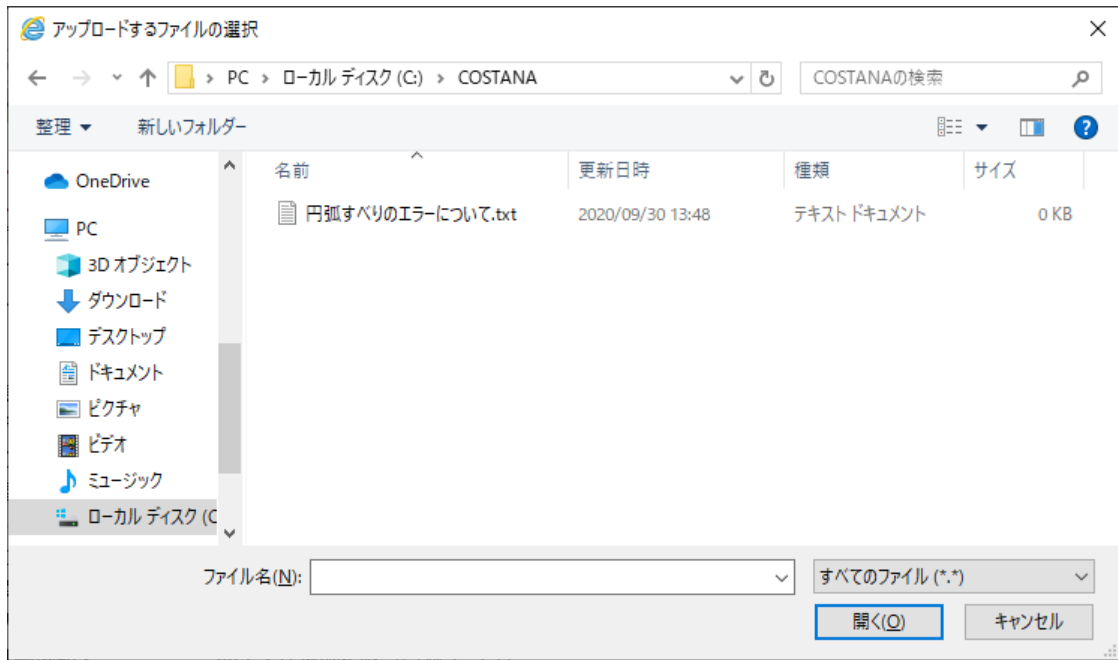 アップロードするファイルの選択
PC > ローカル ディスク (C:) > COSTANA
COSTANAの検索
整理 新しいフォルダー
名前 更新日時 種類 サイズ
円弧すべりのエラーについて.txt 2020/09/30 13:48 テキスト ドキュメント 0 KB
OneDrive
PC
3D オブジェクト
ダウンロード
デスクトップ
ドキュメント
ピクチャ
ビデオ
ミュージック
ローカル ディスク (C
ファイル名(N):
すべてのファイル (*.*)
開く(O) キャンセル